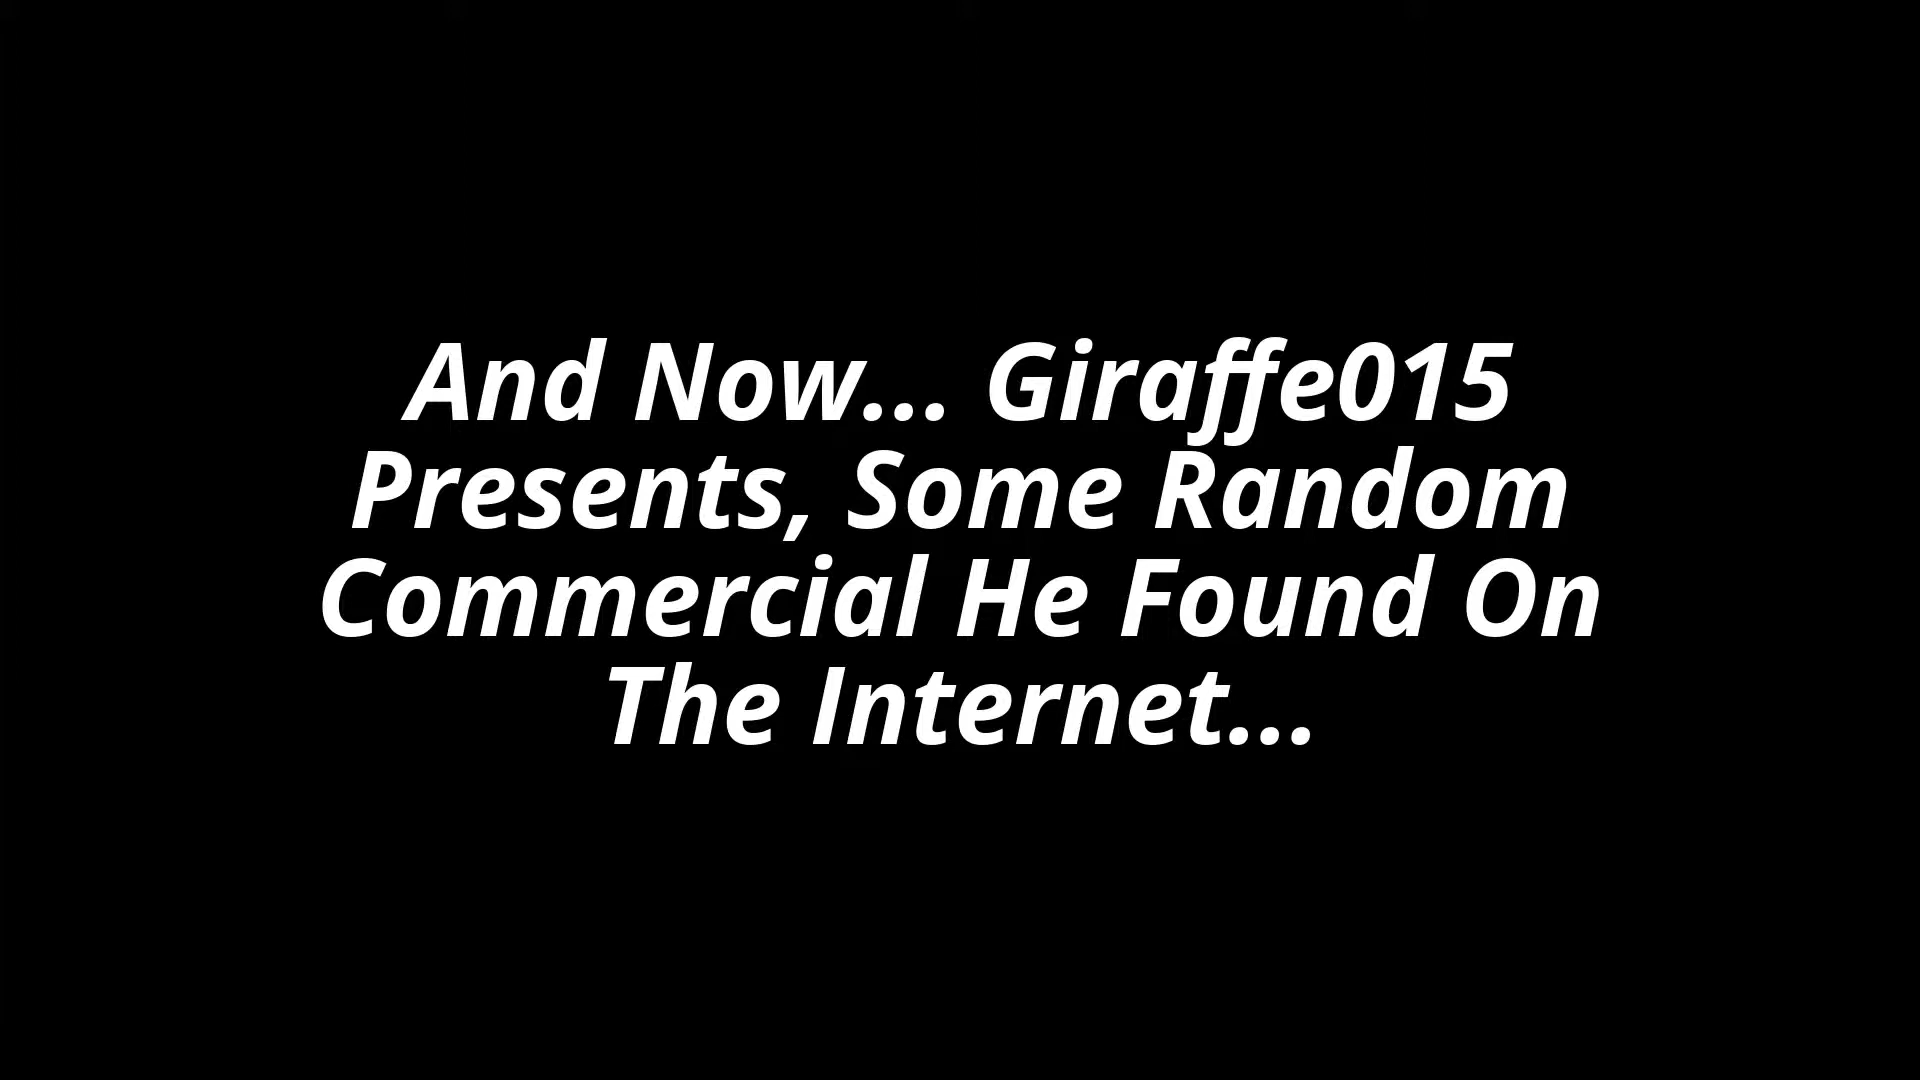 And Now... Giraffe015
Presents, Some Random
Commercial He Found On
The Internet...